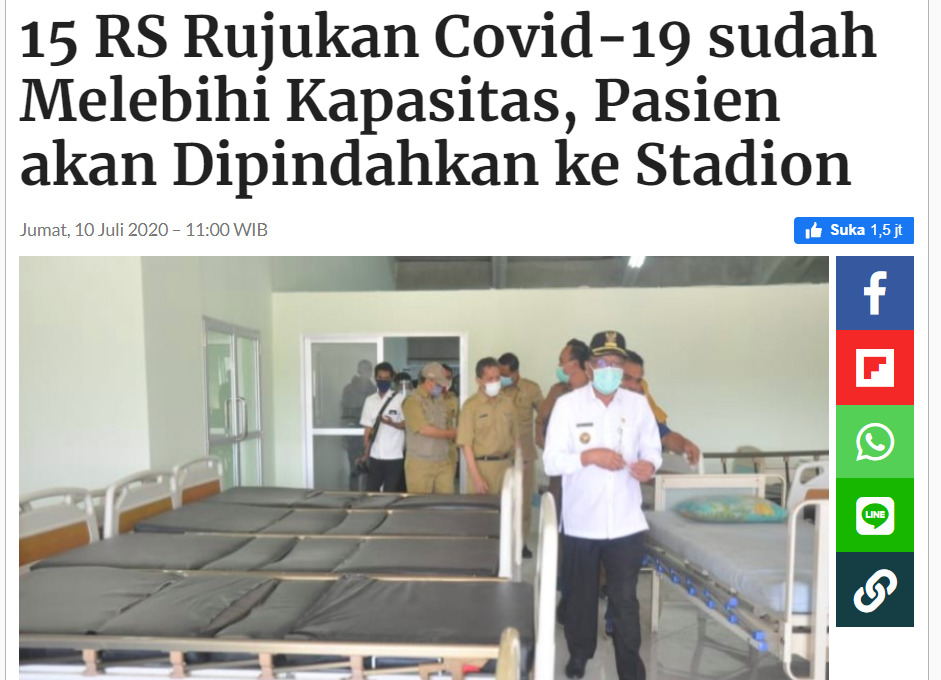 15 RS Rujukan Covid-19 sudah
Melebihi Kapasitas, Pasien
akan Dipindahkan ke Stadion
Jumat, 10 Juli 2020 – 11:00 WIB
Suka 1,5 jt
LINE